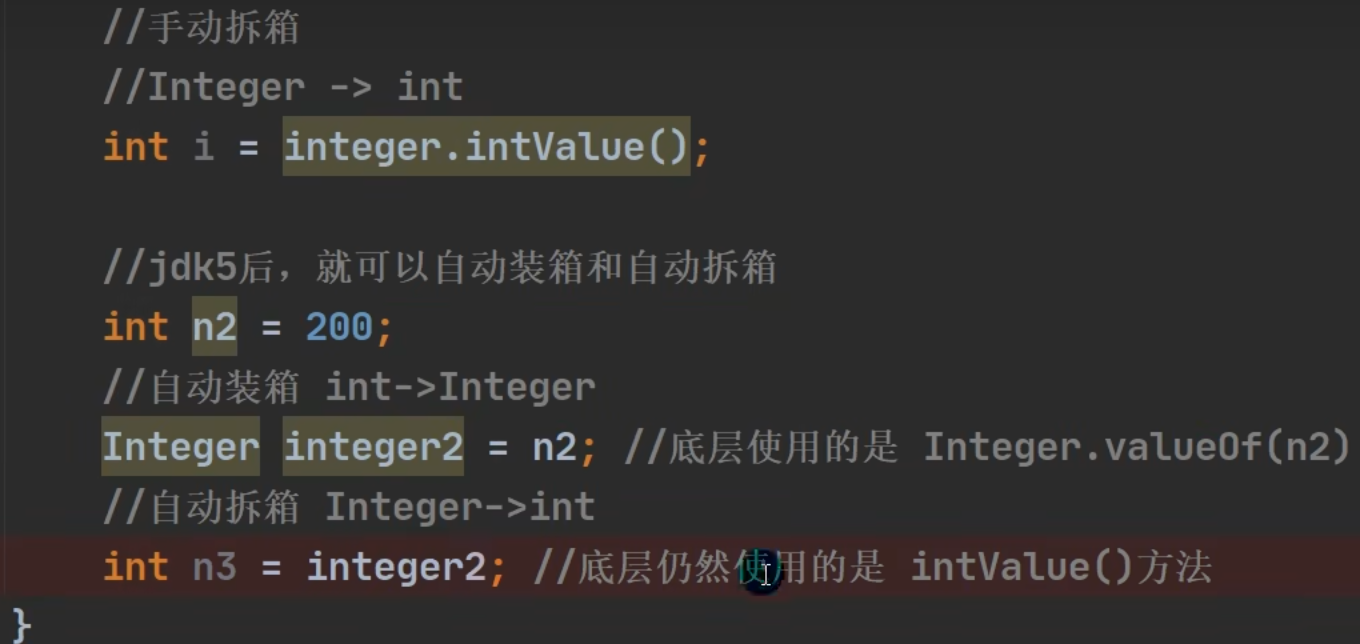 //手动拆箱
//Integer -> int
int i = integer.intValue();
//jdk5后，就可以自动装箱和自动拆箱
int n2 = 200;
//自动装箱 int->Integer
Integer integer2 = n2; //底层使用的是 Integer.valueOf(n2)
//自动拆箱 Integer->int
int n3 = integer2; //底层仍然使用的是 intValue()方法
}